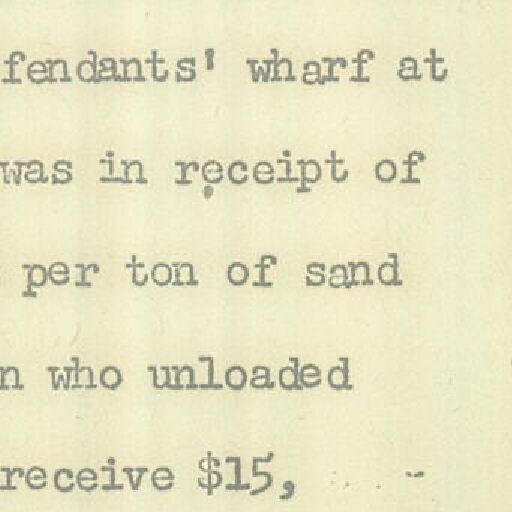 fendants' wharf at
was in receipt of
per ton of sand
n who unloaded
receive $15,